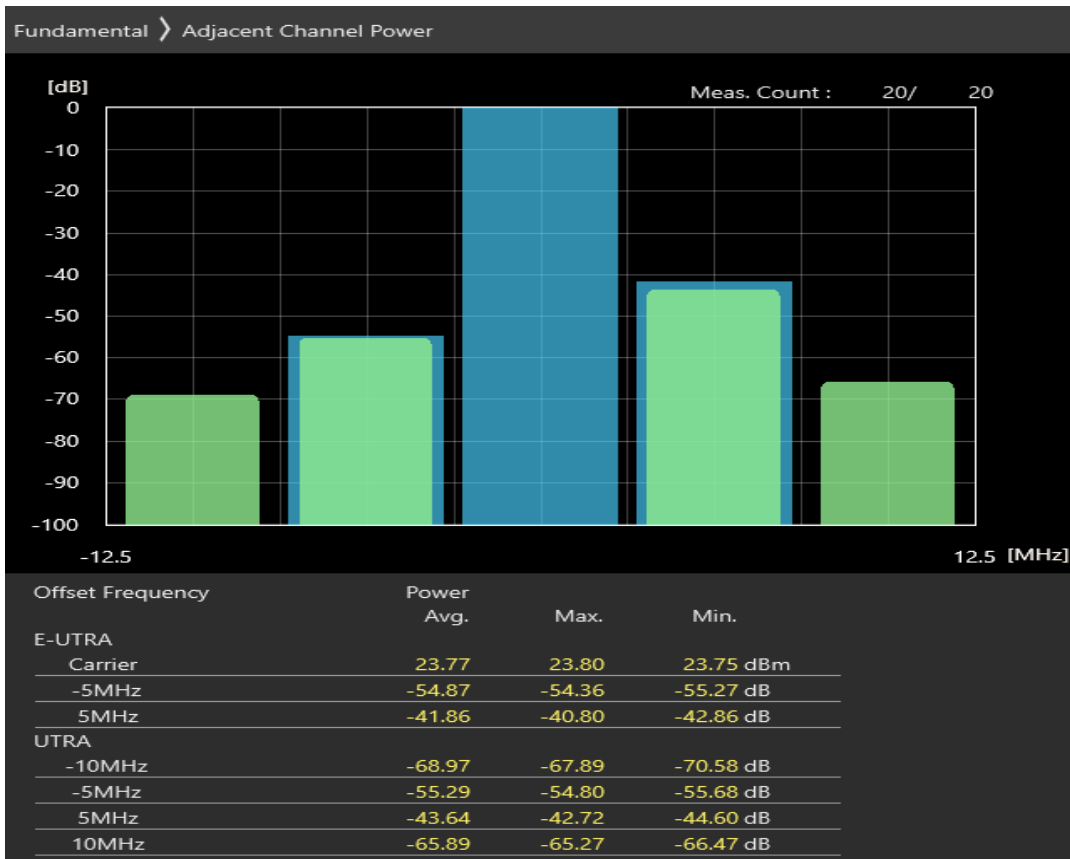 Fundamental 〉 Adjacent Channel Power
[dB]
Meas. Count : 20/ 20
0
-10
-20
-30
-40
-50
-60
-70
-80
-90
-100
-12.5 12.5 [MHz]
Offset Frequency Power
Avg. Max. Min.
E-UTRA
Carrier 23.77 23.80 23.75 dBm
-5MHz -54.87 -54.36 -55.27 dB
5MHz -41.86 -40.80 -42.86 dB
UTRA
-10MHz -68.97 -67.89 -70.58 dB
-5MHz -55.29 -54.80 -55.68 dB
5MHz -43.64 -42.72 -44.60 dB
10MHz -65.89 -65.27 -66.47 dB